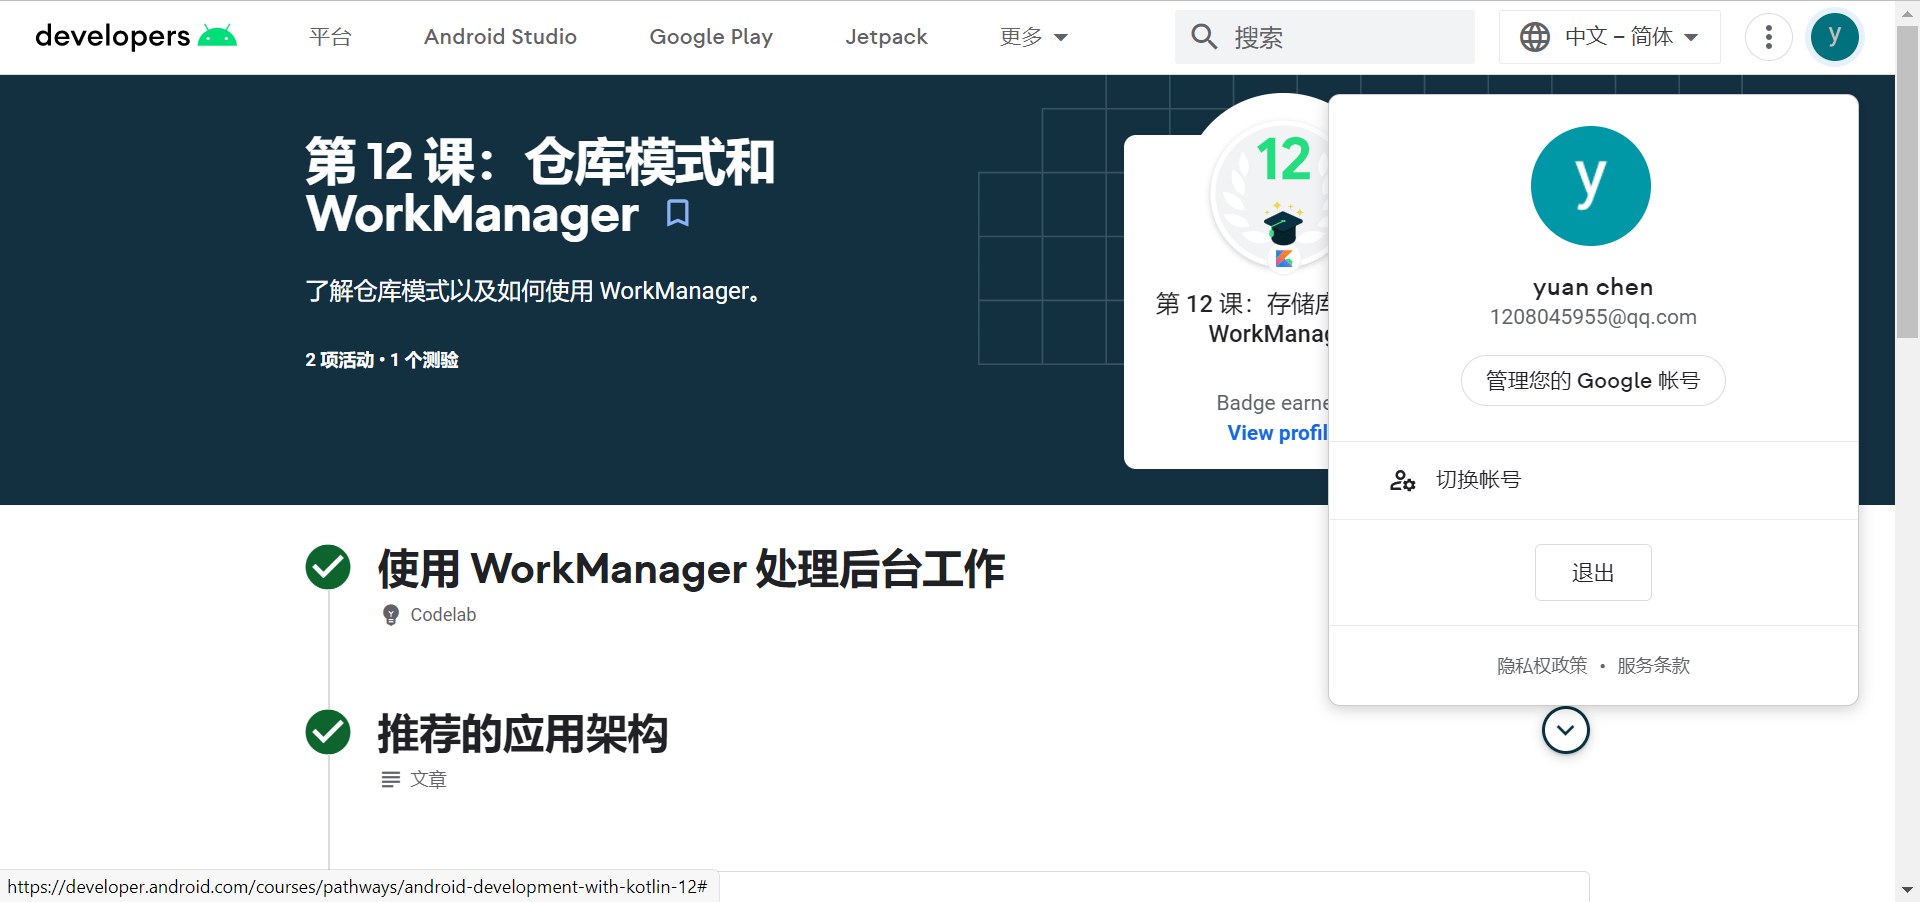 developers
平台
Android Studio
Google Play
Jetpack
更多
搜索
中文 – 简体
y
第 12 课：仓库模式和
WorkManager
了解仓库模式以及如何使用 WorkManager。
2 项活动 • 1 个测验
12
第 12 课：存储库
WorkManag
Badge earne
View profil
y
yuan chen
1208045955@qq.com
管理您的 Google 帐号
切换帐号
退出
隐私权政策 • 服务条款
使用 WorkManager 处理后台工作
Codelab
推荐的应用架构
文章
https://developer.android.com/courses/pathways/android-development-with-kotlin-12#